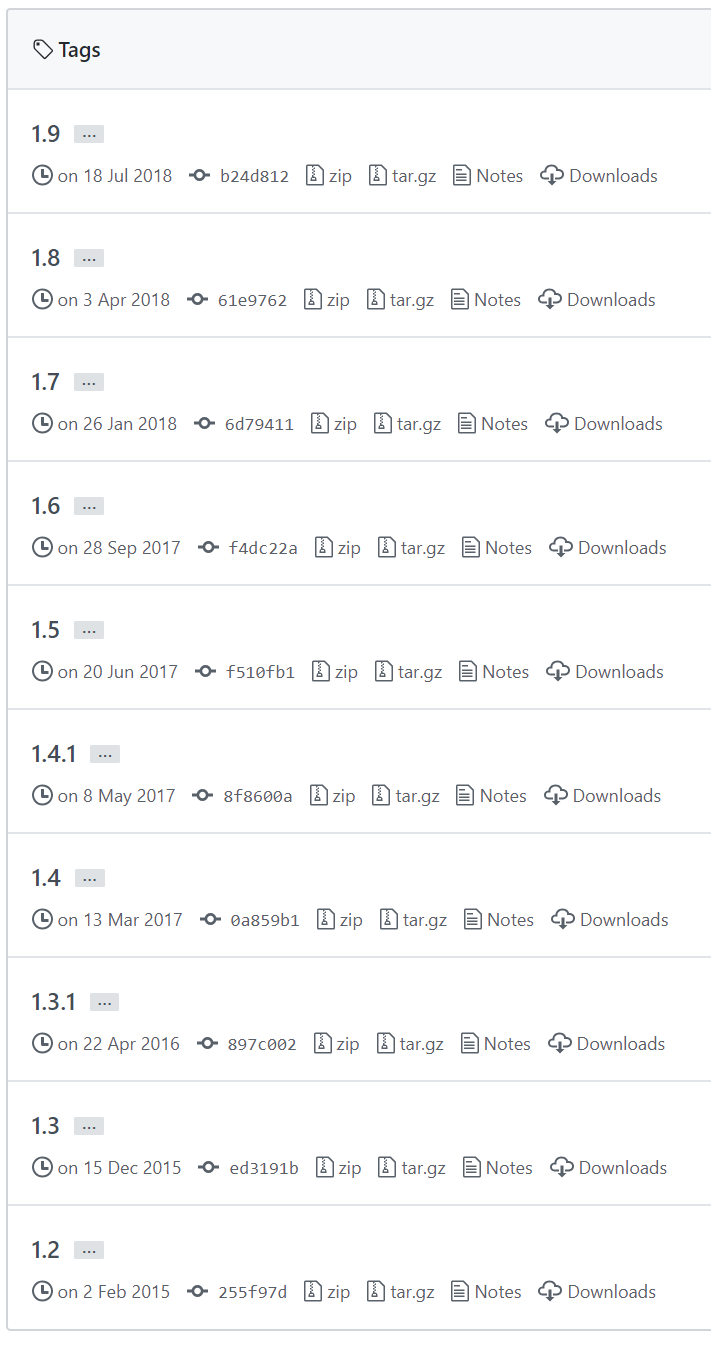 Tags
1.9 ...
on 18 Jul 2018 b24d812 zip tar.gz Notes Downloads
1.8 ...
on 3 Apr 2018 61e9762 zip tar.gz Notes Downloads
1.7 ...
on 26 Jan 2018 6d79411 zip tar.gz Notes Downloads
1.6 ...
on 28 Sep 2017 f4dc22a zip tar.gz Notes Downloads
1.5 ...
on 20 Jun 2017 f510fb1 zip tar.gz Notes Downloads
1.4.1 ...
on 8 May 2017 8f8600a zip tar.gz Notes Downloads
1.4 ...
on 13 Mar 2017 0a859b1 zip tar.gz Notes Downloads
1.3.1 ...
on 22 Apr 2016 897c002 zip tar.gz Notes Downloads
1.3 ...
on 15 Dec 2015 ed3191b zip tar.gz Notes Downloads
1.2 ...
on 2 Feb 2015 255f97d zip tar.gz Notes Downloads